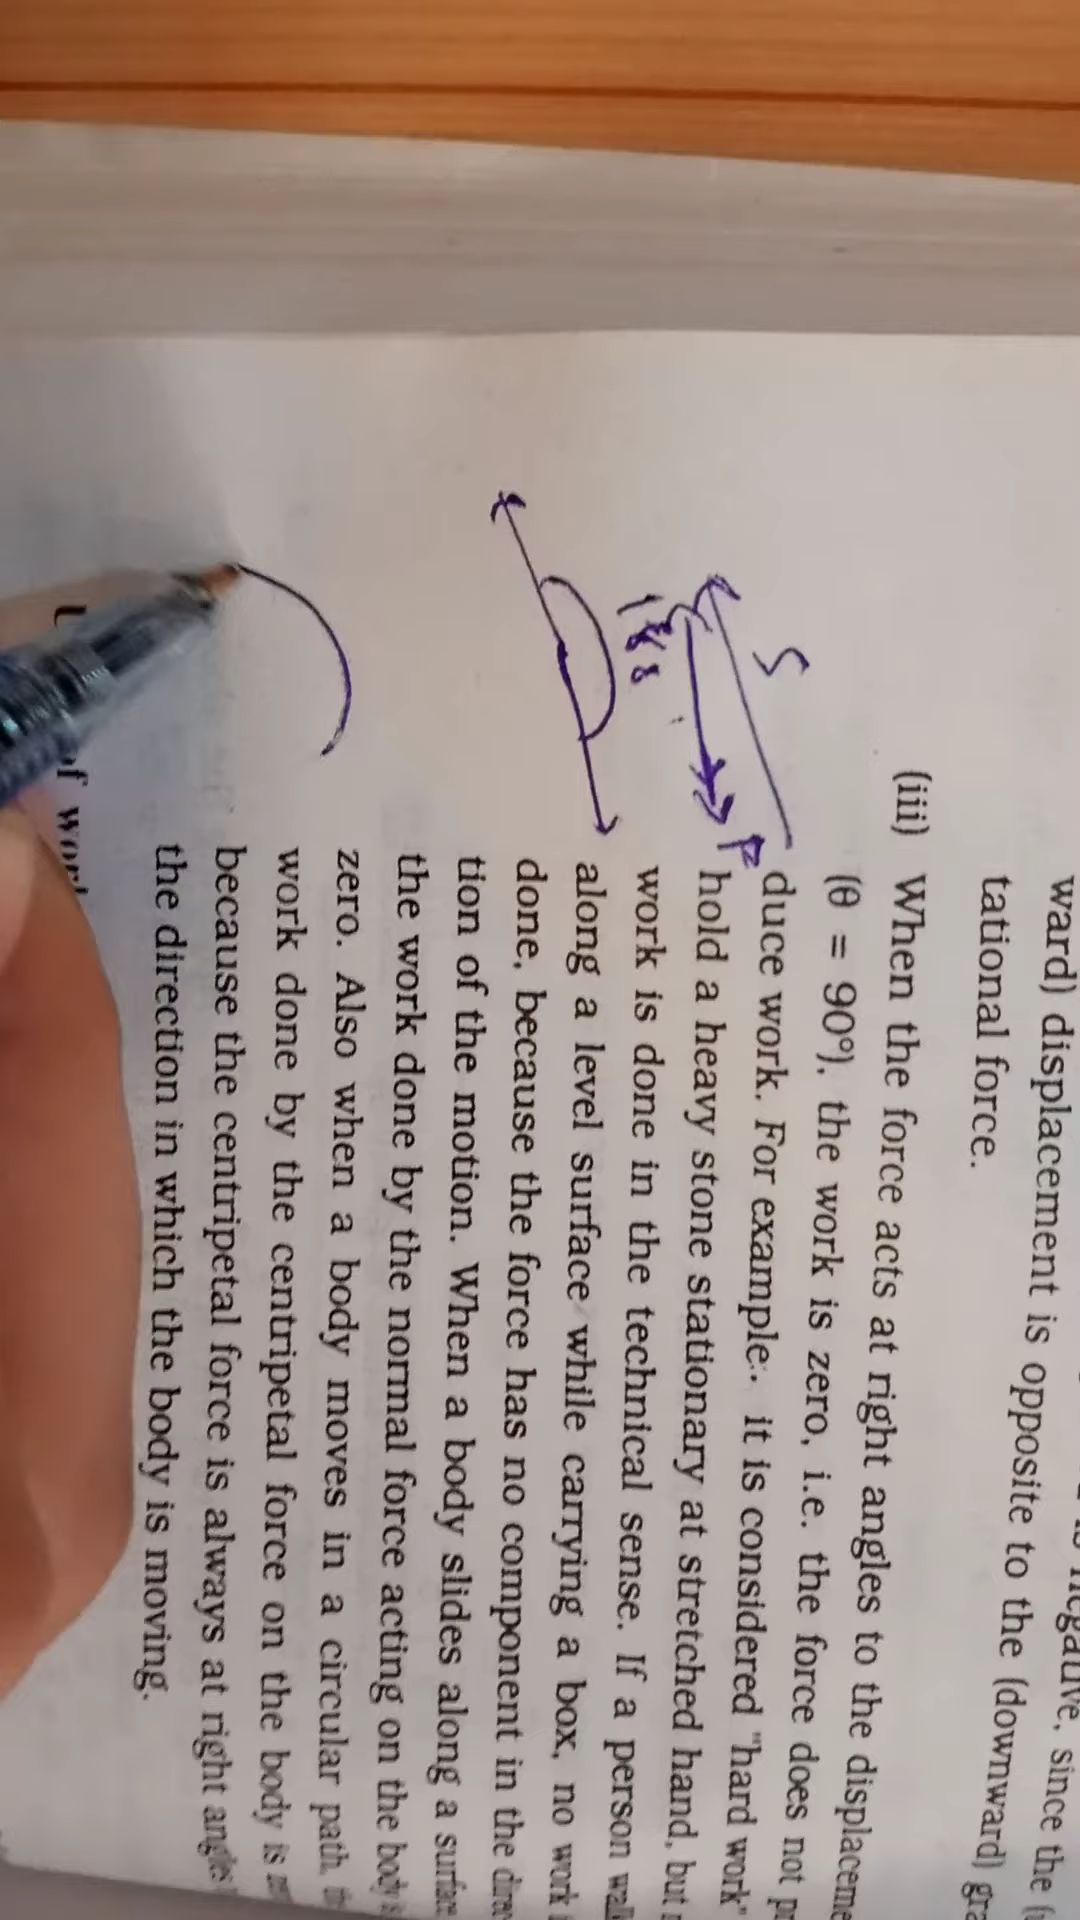 negative, since the
ward) displacement is opposite to the (downward)
tational force.
(iii) When the force acts at right angles to the
(θ = 90°), the work is zero, i.e. the force does not
duce work. For example:. it is considered "hard work"
hold a heavy stone stationary at stretched hand, but
work is done in the technical sense. If a person
along a level surface while carrying a box, no work
done, because the force has no component in the
tion of the motion. When a body slides along a surface
the work done by the normal force acting on the body
zero. Also when a body moves in a circular path,
work done by the centripetal force on the body is
because the centripetal force is always at right angles
the direction in which the body is moving.
of
S
F